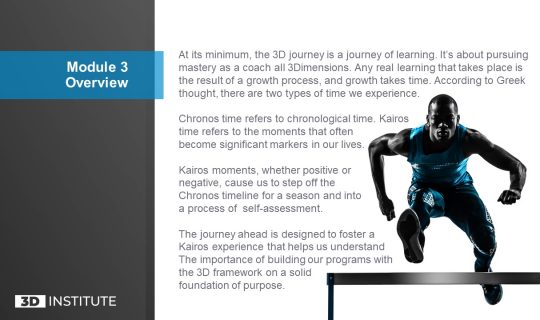 Module 3
Overview
At its minimum, the 3D journey is a journey of learning. It's about pursuing
mastery as a coach all 3Dimensions. Any real learning that takes place is
the result of a growth process, and growth takes time. According to Greek
thought, there are two types of time we experience.
Chronos time refers to chronological time. Kairos
time refers to the moments that often
become significant markers in our lives.
Kairos moments, whether positive or
negative, cause us to step off the
Chronos timeline for a season and into
a process of self-assessment.
The journey ahead is designed to foster a
Kairos experience that helps us understand
The importance of building our programs with
the 3D framework on a solid
foundation of purpose.
3D INSTITUTE